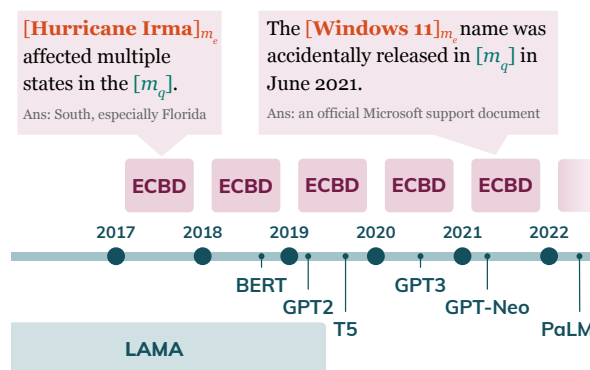 [Hurricane Irma]mₑ
affected multiple
states in the [m_q].
Ans: South, especially Florida
The [Windows 11]mₑ name was
accidentally released in [m_q] in
June 2021.
Ans: an official Microsoft support document
ECBD ECBD ECBD ECBD ECBD
2017 2018 2019 2020 2021 2022
BERT GPT3
GPT2 GPT-Neo
T5 PaLM
LAMA